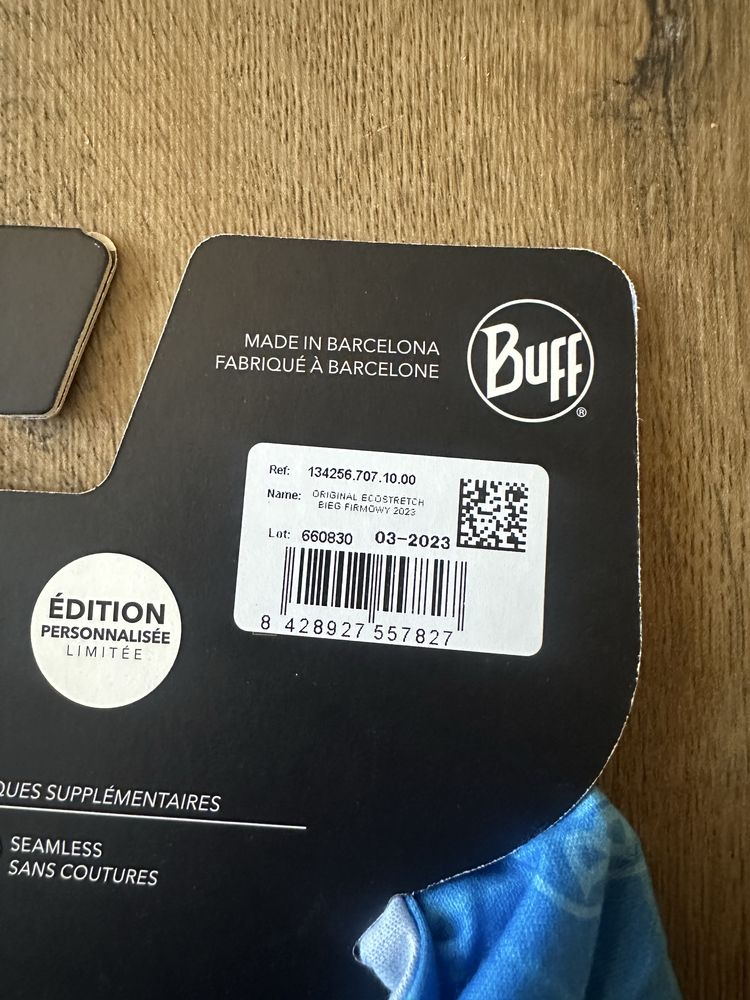 MADE IN BARCELONA
FABRIQUÉ À BARCELONE
BUFF
®
Ref: 134256.707.10.00
Name: ORIGINAL ECOSTRETCH
BIEG FIRMOWY 2023
Lot: 660830 03-2023
8 428927 557827
ÉDITION
PERSONNALISÉE
LIMITÉE
QUES SUPPLÉMENTAIRES
SEAMLESS
SANS COUTURES